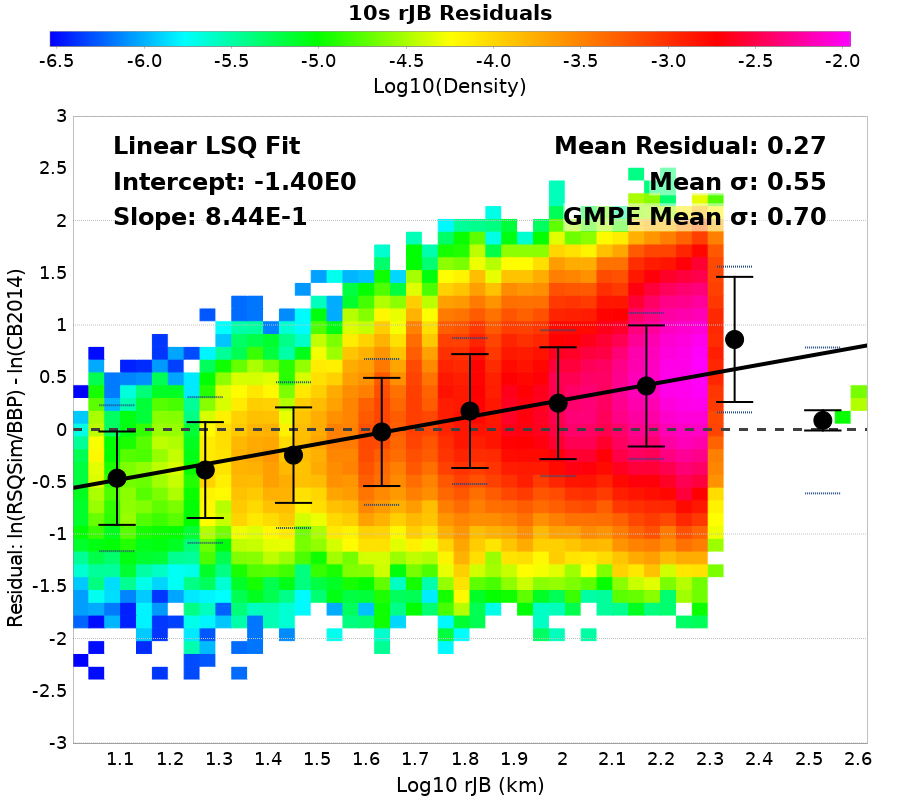 10s rJB Residuals
-6.5 -6.0 -5.5 -5.0 -4.5 -4.0 -3.5 -3.0 -2.5 -2.0
Log10(Density)
Linear LSQ Fit
Intercept: -1.40E0
Slope: 8.44E-1
Mean Residual: 0.27
Mean σ: 0.55
GMPE Mean σ: 0.70
Residual: ln(RSQSim/BBP) - ln(CB2014)
3
2.5
2
1.5
1
0.5
0
-0.5
-1
-1.5
-2
-2.5
-3
1.1 1.2 1.3 1.4 1.5 1.6 1.7 1.8 1.9 2 2.1 2.2 2.3 2.4 2.5 2.6
Log10 rJB (km)